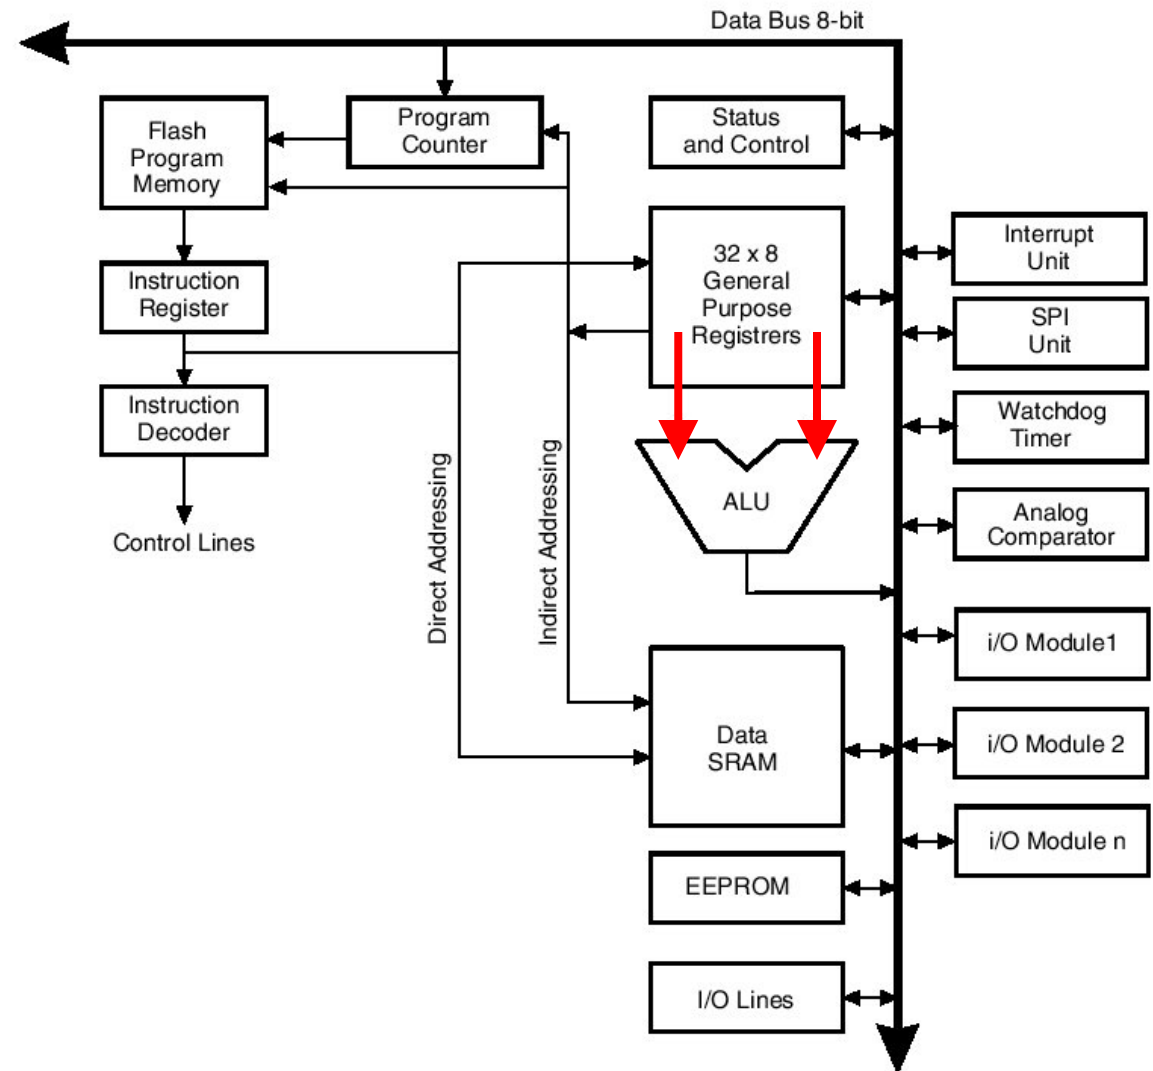 Data Bus 8-bit
Flash
Program
Memory
Program
Counter
Status
and Control
32 x 8
General
Purpose
Registrers
Interrupt
Unit
Instruction
Register
SPI
Unit
Instruction
Decoder
Watchdog
Timer
Control Lines
Direct Addressing
Indirect Addressing
ALU
Analog
Comparator
i/O Module1
Data
SRAM
i/O Module 2
i/O Module n
EEPROM
I/O Lines